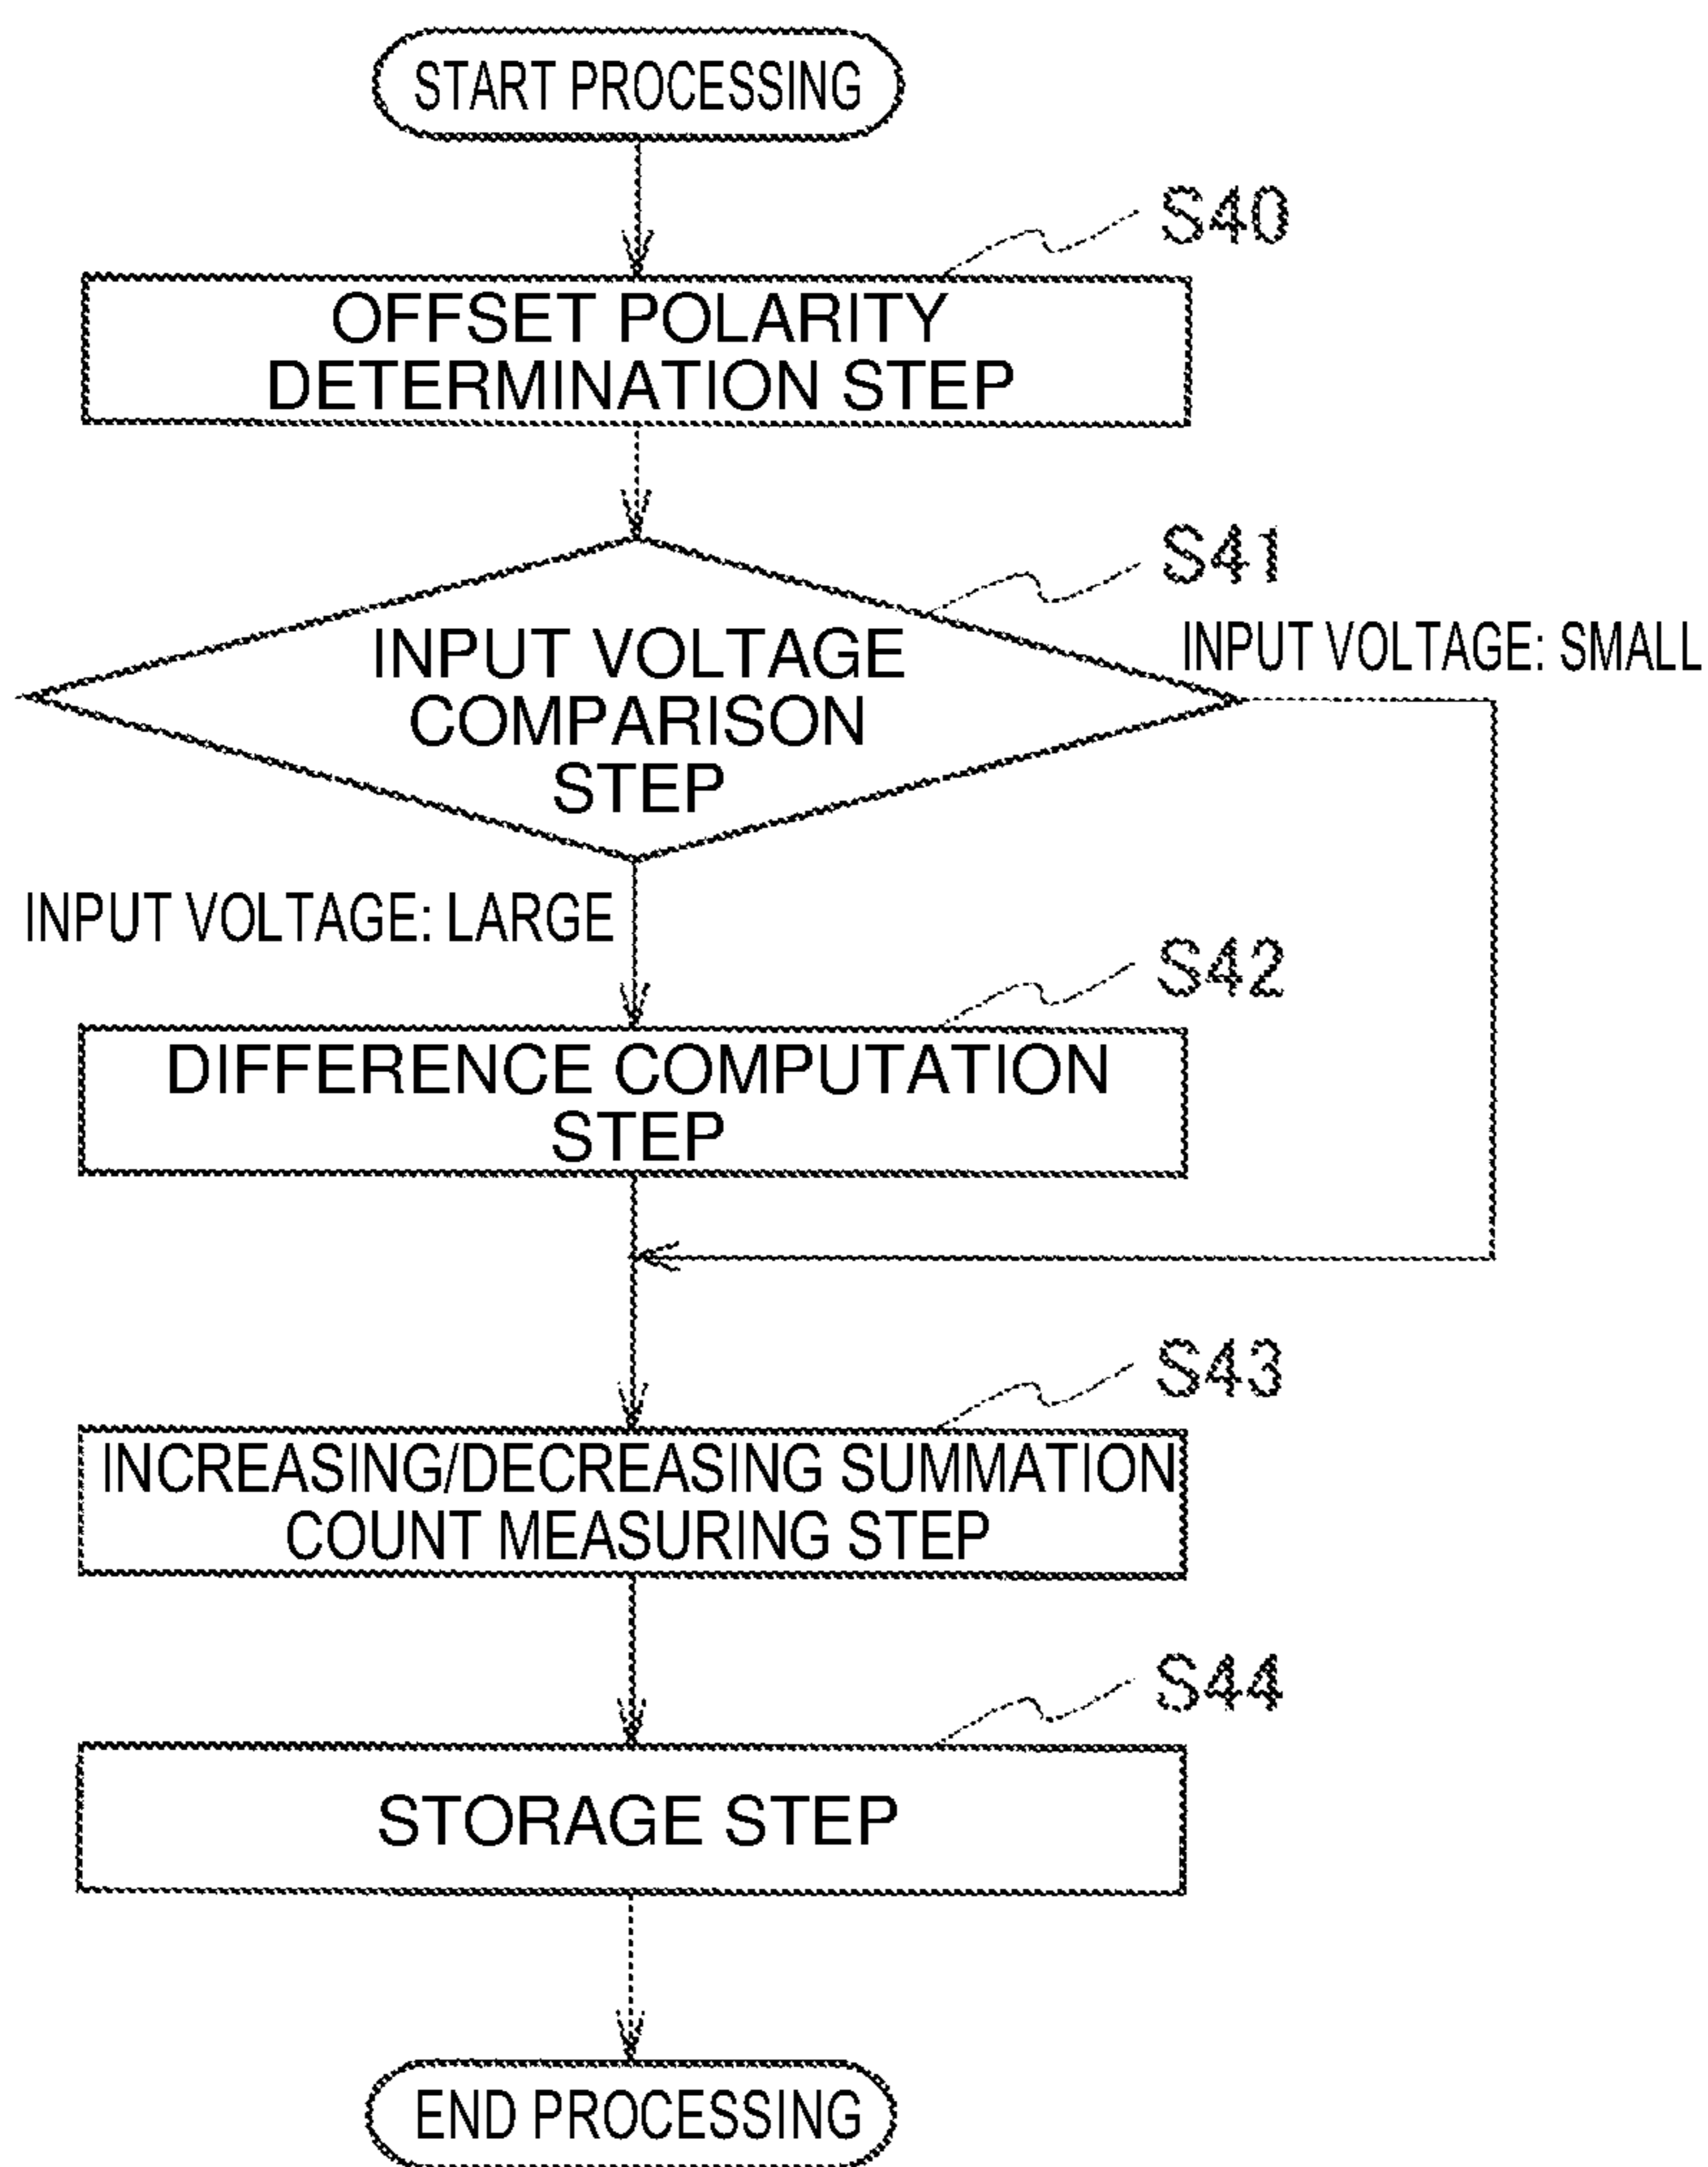 START PROCESSING
S40
OFFSET POLARITY
DETERMINATION STEP
S41
INPUT VOLTAGE: SMALL
INPUT VOLTAGE
COMPARISON
STEP
INPUT VOLTAGE: LARGE
S42
DIFFERENCE COMPUTATION
STEP
S43
INCREASING/DECREASING SUMMATION
COUNT MEASURING STEP
S44
STORAGE STEP
END PROCESSING